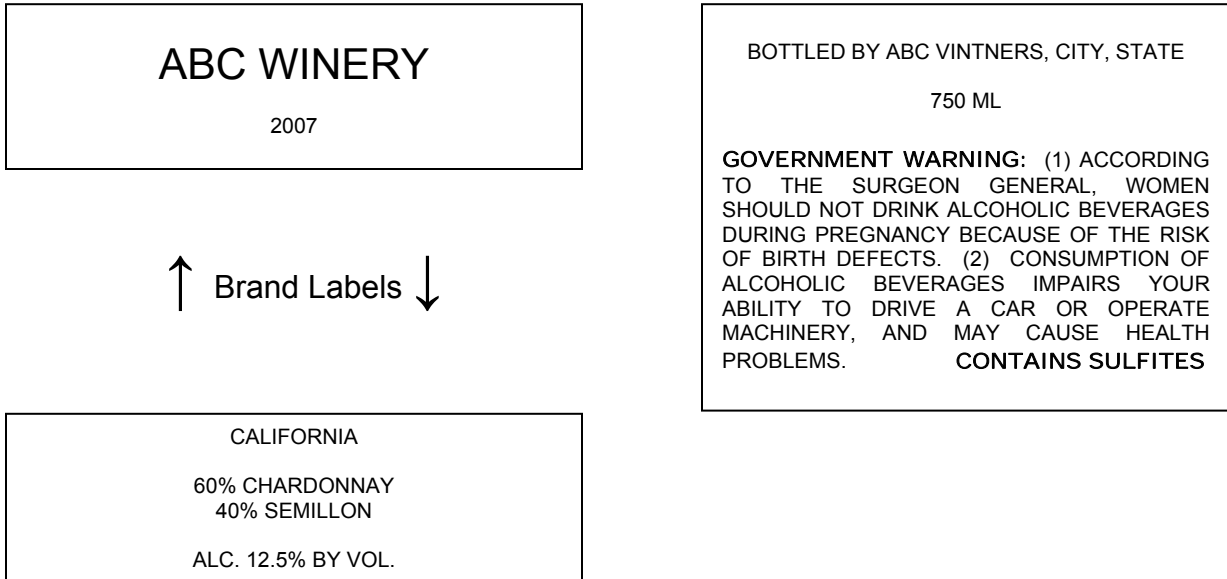 ABC WINERY
2007
↑ Brand Labels ↓
CALIFORNIA
60% CHARDONNAY
40% SEMILLON
ALC. 12.5% BY VOL.
BOTTLED BY ABC VINTNERS, CITY, STATE
750 ML
GOVERNMENT WARNING: (1) ACCORDING
TO THE SURGEON GENERAL, WOMEN
SHOULD NOT DRINK ALCOHOLIC BEVERAGES
DURING PREGNANCY BECAUSE OF THE RISK
OF BIRTH DEFECTS. (2) CONSUMPTION OF
ALCOHOLIC BEVERAGES IMPAIRS YOUR
ABILITY TO DRIVE A CAR OR OPERATE
MACHINERY, AND MAY CAUSE HEALTH
PROBLEMS. CONTAINS SULFITES